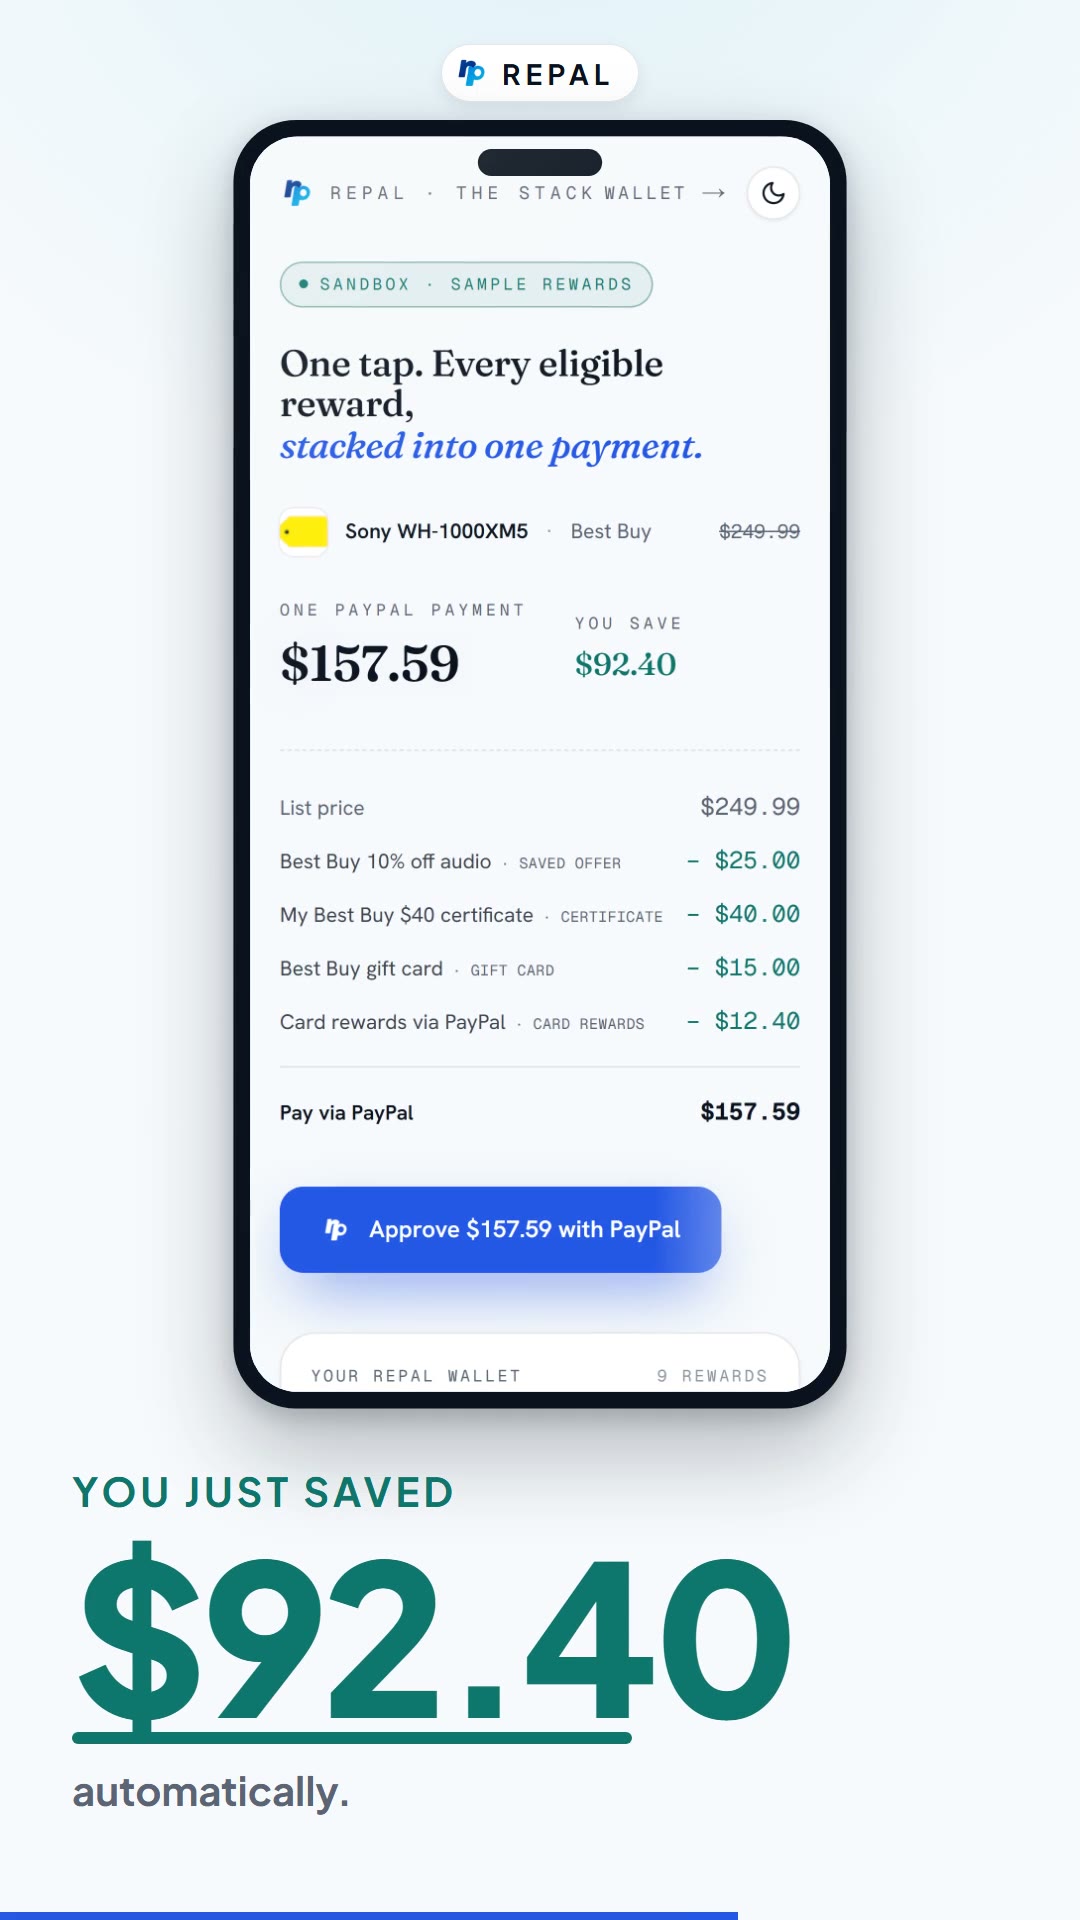 REPAL
REPAL · THE STACK WALLET →
SANDBOX · SAMPLE REWARDS
One tap. Every eligible
reward,
stacked into one payment.
Sony WH-1000XM5 · Best Buy $249.99
ONE PAYPAL PAYMENT
YOU SAVE
$157.59
$92.40
List price $249.99
Best Buy 10% off audio · SAVED OFFER − $25.00
My Best Buy $40 certificate · CERTIFICATE − $40.00
Best Buy gift card · GIFT CARD − $15.00
Card rewards via PayPal · CARD REWARDS − $12.40
Pay via PayPal $157.59
Approve $157.59 with PayPal
YOUR REPAL WALLET 9 REWARDS
YOU JUST SAVED
$92.40
automatically.